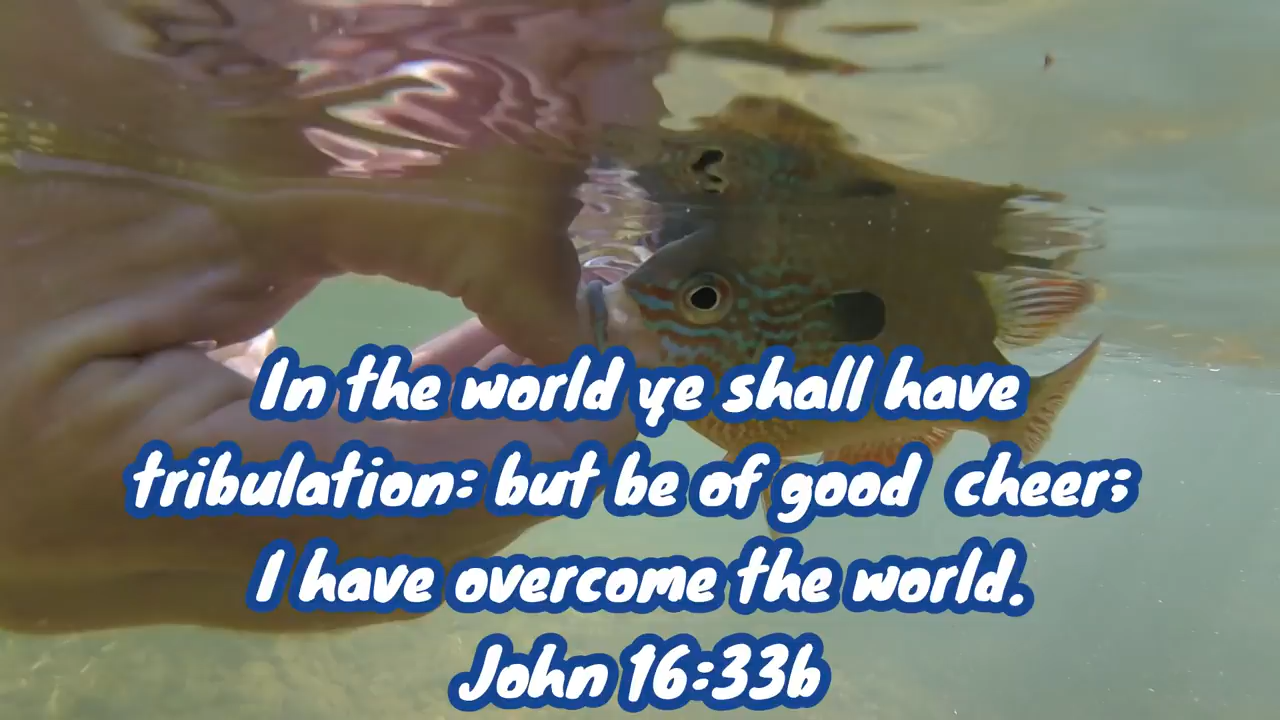 In the world ye shall have
tribulation: but be of good  cheer;
I have overcome the world.
John 16:33b